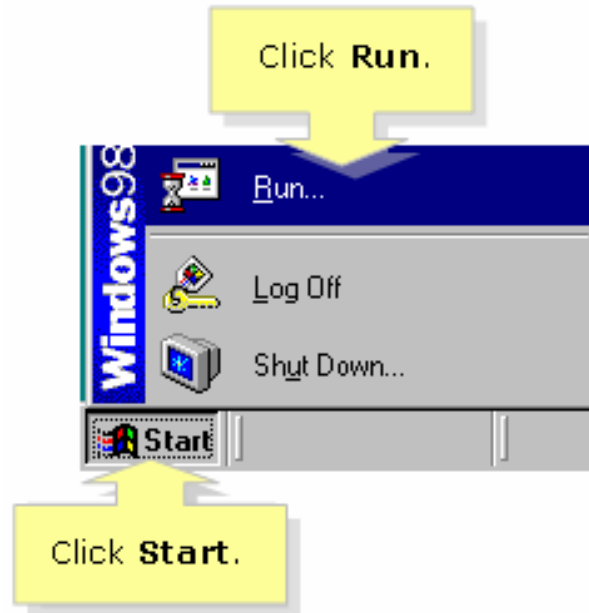 Click Run.
Windows98
Run...
Log Off
Shut Down...
Start
Click Start.